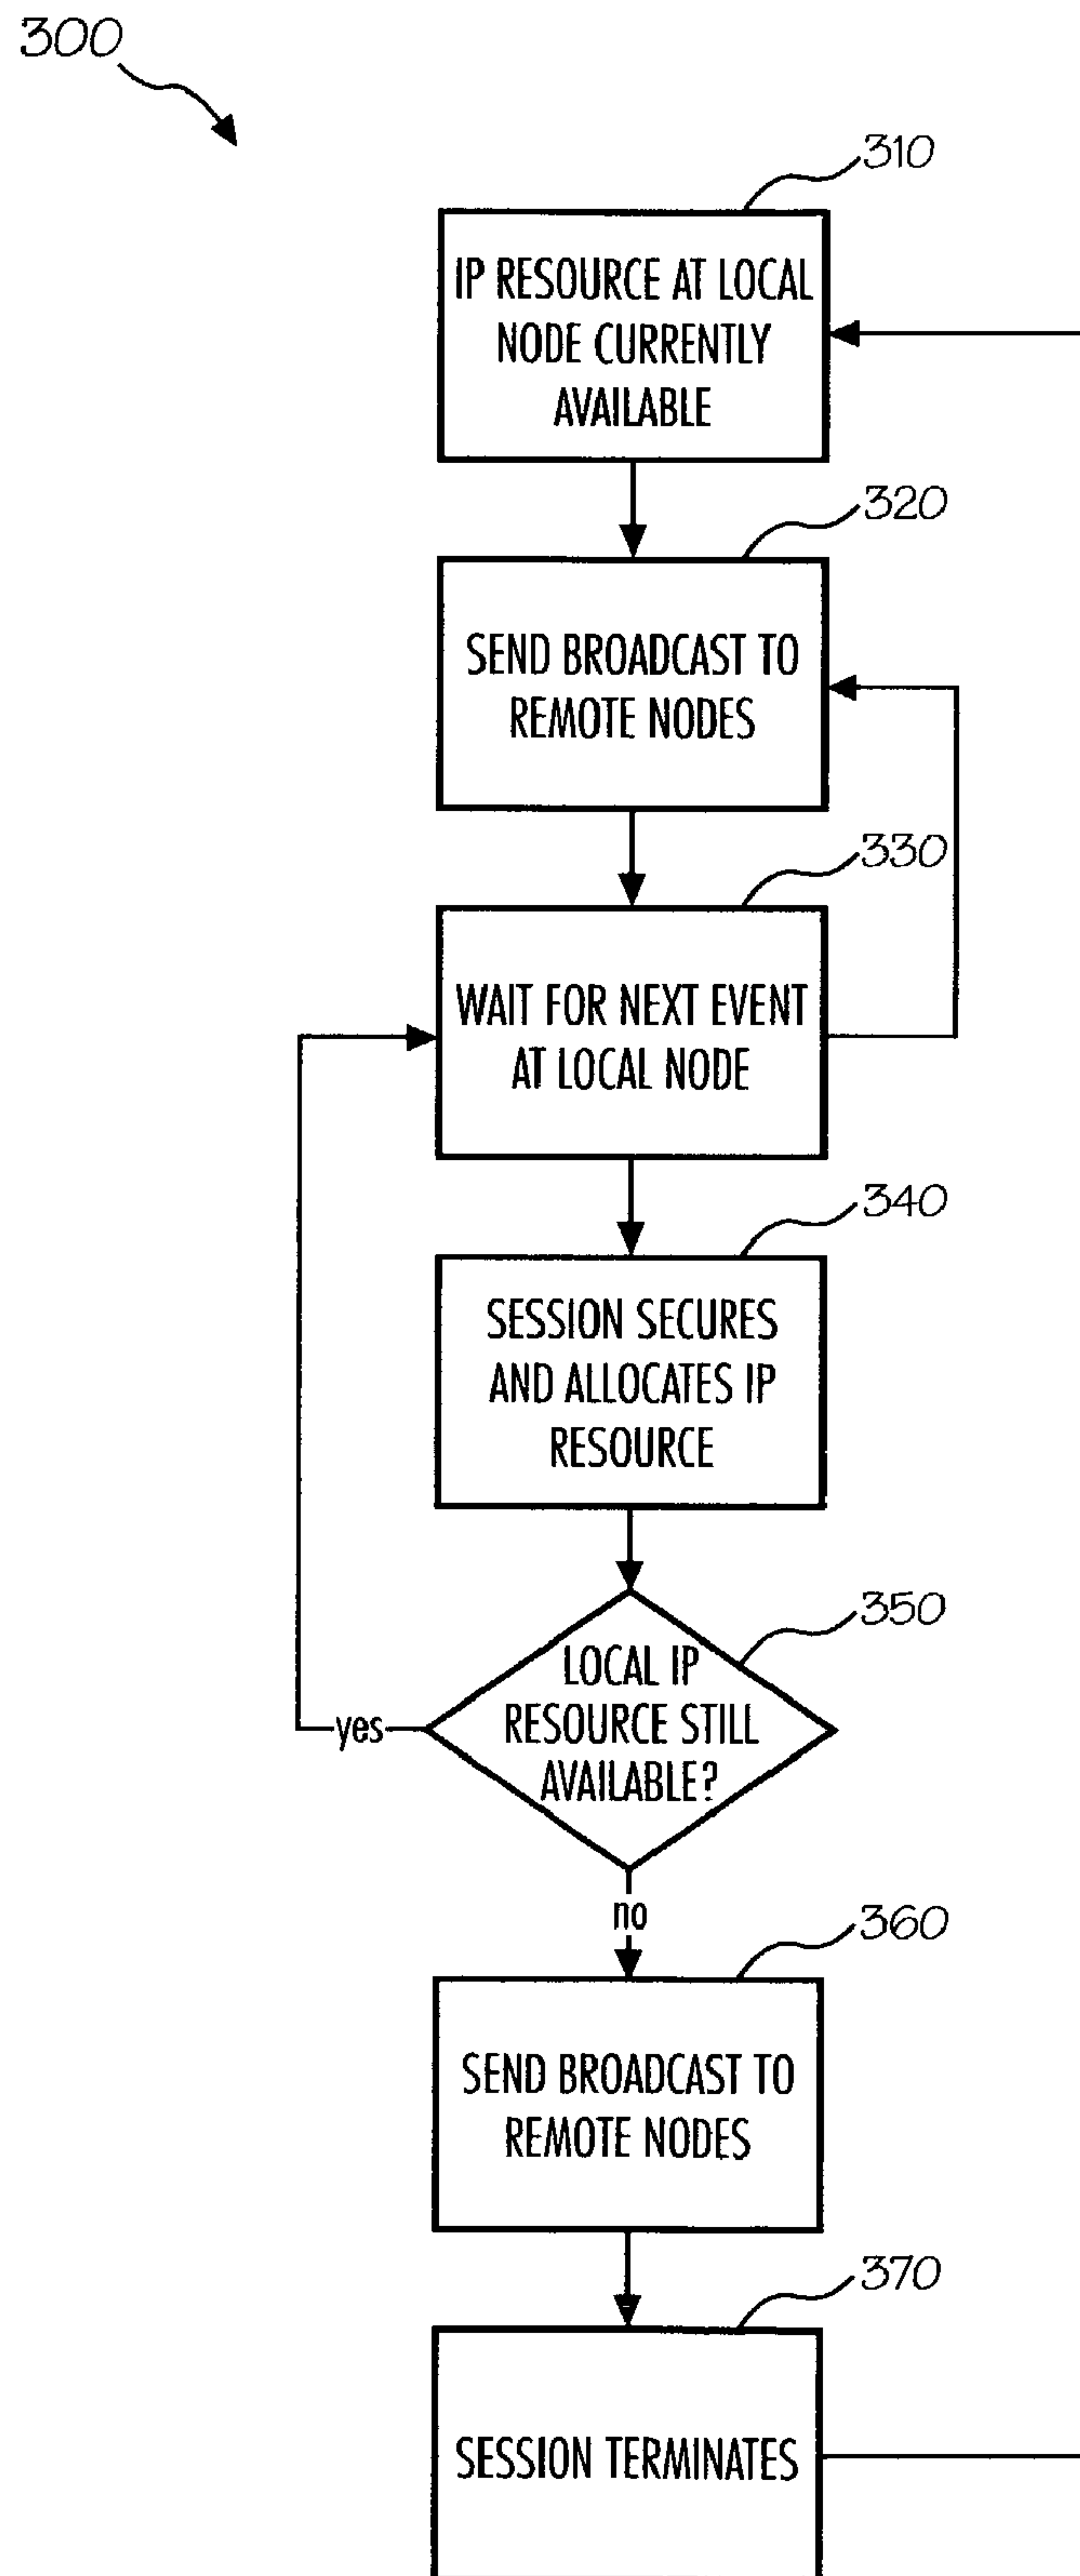 300
310
IP RESOURCE AT LOCAL
NODE CURRENTLY
AVAILABLE
320
SEND BROADCAST TO
REMOTE NODES
330
WAIT FOR NEXT EVENT
AT LOCAL NODE
340
SESSION SECURES
AND ALLOCATES IP
RESOURCE
350
LOCAL IP
RESOURCE STILL
AVAILABLE?
yes
no
360
SEND BROADCAST TO
REMOTE NODES
370
SESSION TERMINATES